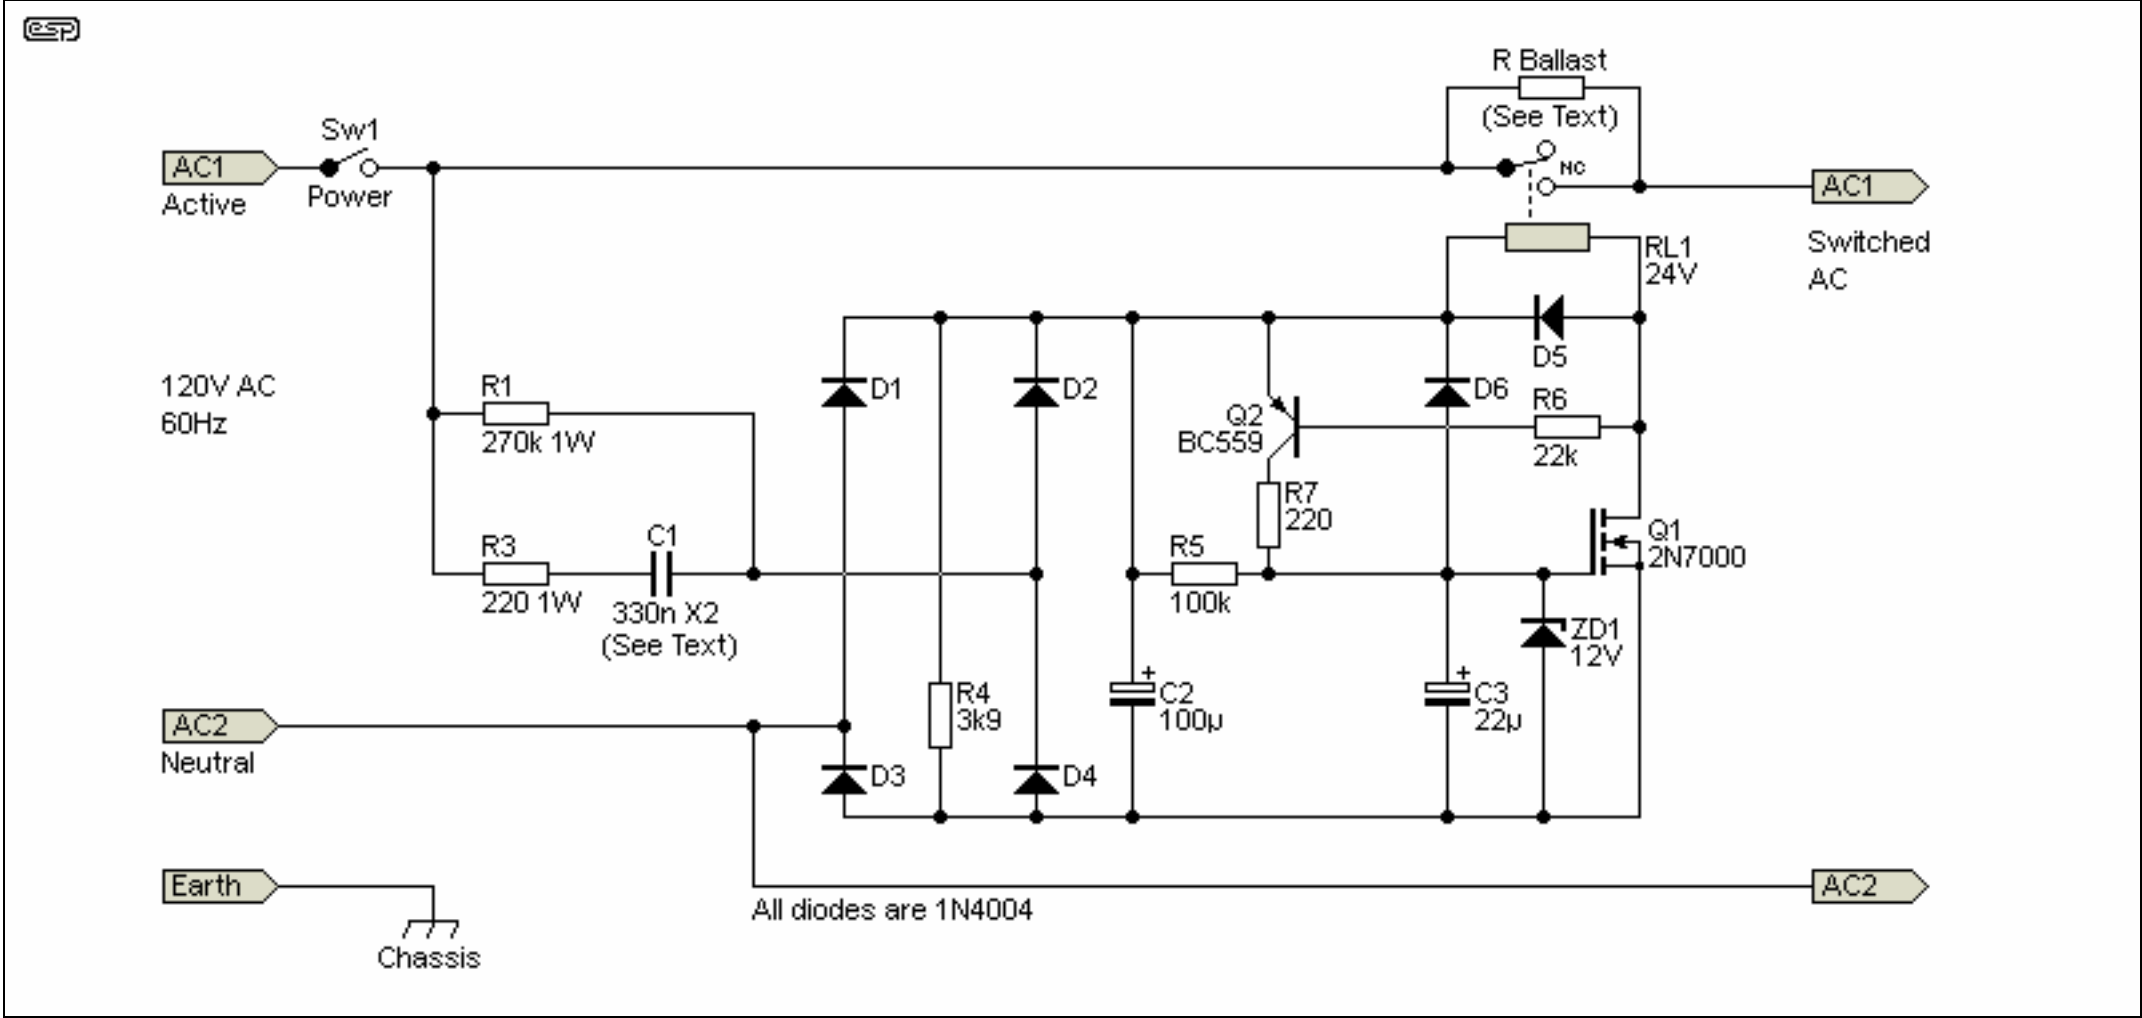 esp
R Ballast
(See Text)
Sw1
Power
AC1
Active
NC
AC1
Switched
AC
RL1
24V
D5
120V AC
60Hz
R1
270k 1W
D1
D2
Q2
BC559
D6
R6
22k
R7
220
R3
220 1W
C1
330n X2
(See Text)
R5
100k
Q1
2N7000
ZD1
12V
AC2
Neutral
R4
3k9
+
C2
100µ
+
C3
22µ
D3
D4
Earth
Chassis
All diodes are 1N4004
AC2